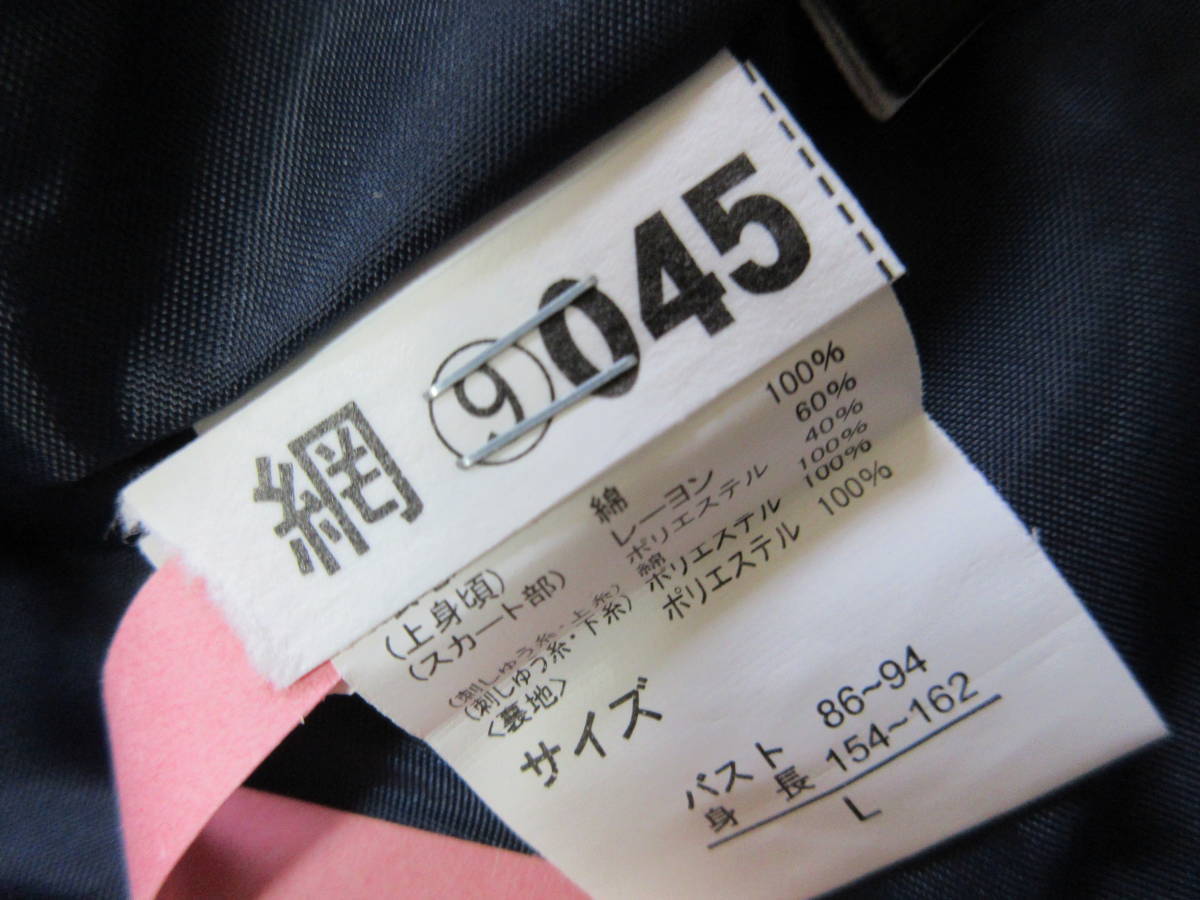 網 ⑨ 045
(上身頃) 綿 100%
(スカート部) レーヨン 60%
ポリエステル 40%
(刺しゅう糸・上糸) 綿 100%
(刺しゅう糸・下糸) ポリエステル 100%
<裏地> ポリエステル 100%
サイズ
バスト 86~94
身長 154~162
L